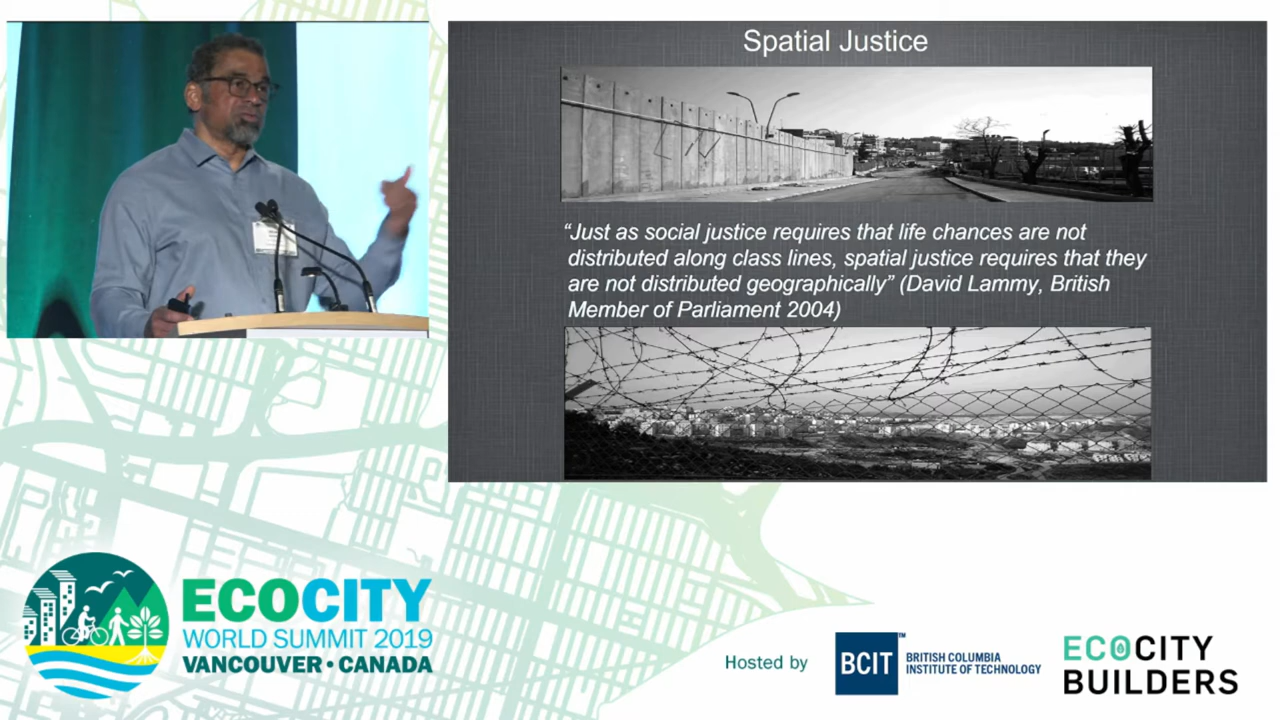 Spatial Justice
“Just as social justice requires that life chances are not
distributed along class lines, spatial justice requires that they
are not distributed geographically” (David Lammy, British
Member of Parliament 2004)
ECOCITY
WORLD SUMMIT 2019
VANCOUVER • CANADA
Hosted by
BCIT™
BRITISH COLUMBIA
INSTITUTE OF TECHNOLOGY
ECOCITY
BUILDERS